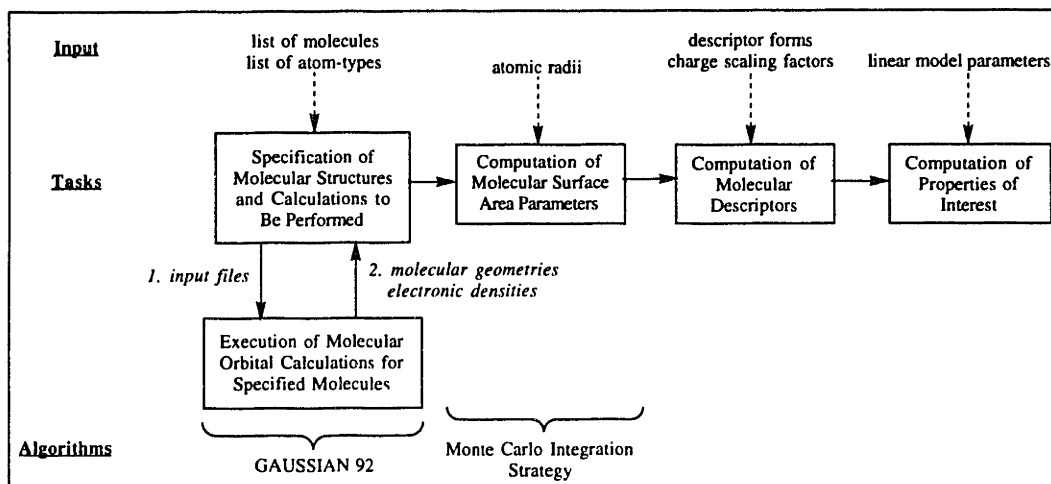 Input
list of molecules
list of atom-types
atomic radii
descriptor forms
charge scaling factors
linear model parameters
Tasks
Specification of
Molecular Structures
and Calculations to
Be Performed
Computation of
Molecular Surface
Area Parameters
Computation of
Molecular
Descriptors
Computation of
Properties of
Interest
1. input files
2. molecular geometries
electronic densities
Execution of Molecular
Orbital Calculations for
Specified Molecules
Algorithms
GAUSSIAN 92
Monte Carlo Integration
Strategy